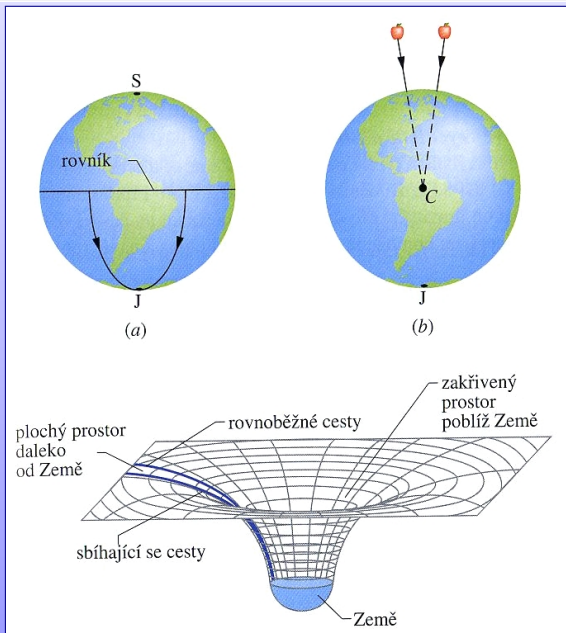 S
rovník
J
(a)
C
J
(b)
zakřivený
prostor
poblíž Země
plochý prostor
daleko
od Země
rovnoběžné cesty
sbíhající se cesty
Země